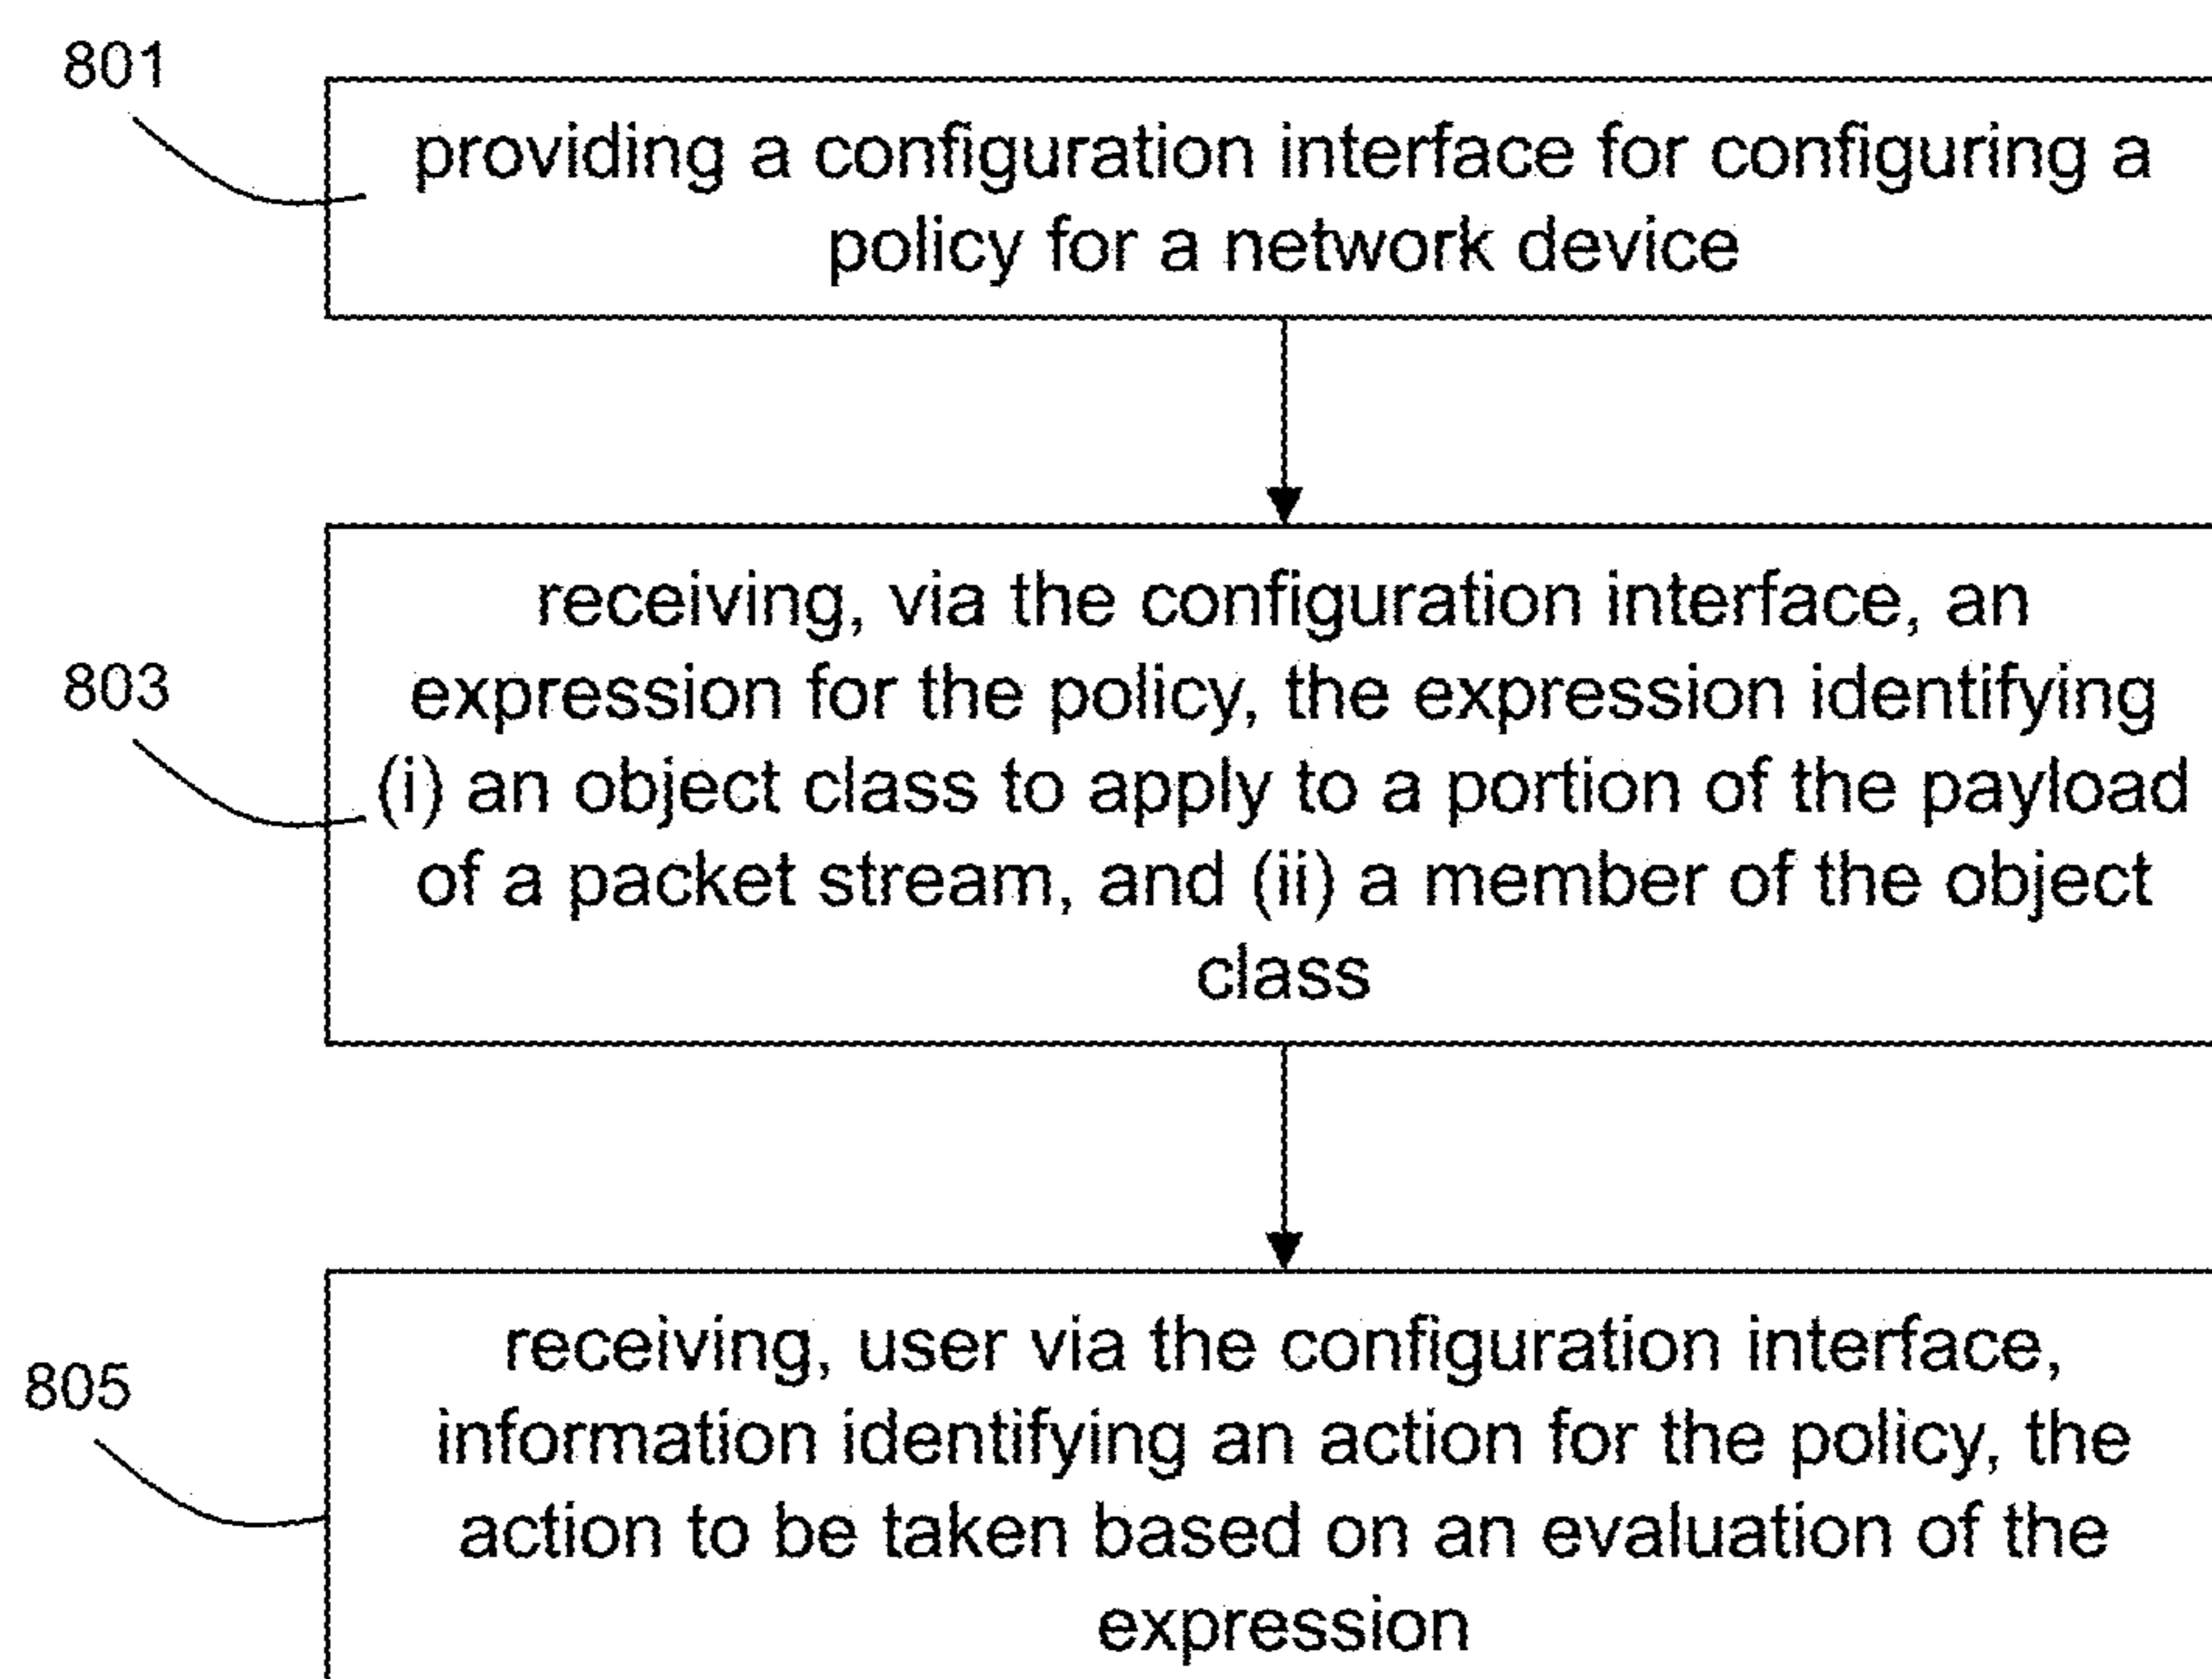 801
providing a configuration interface for configuring a
policy for a network device
803
receiving, via the configuration interface, an
expression for the policy, the expression identifying
(i) an object class to apply to a portion of the payload
of a packet stream, and (ii) a member of the object
class
805
receiving, user via the configuration interface,
information identifying an action for the policy, the
action to be taken based on an evaluation of the
expression